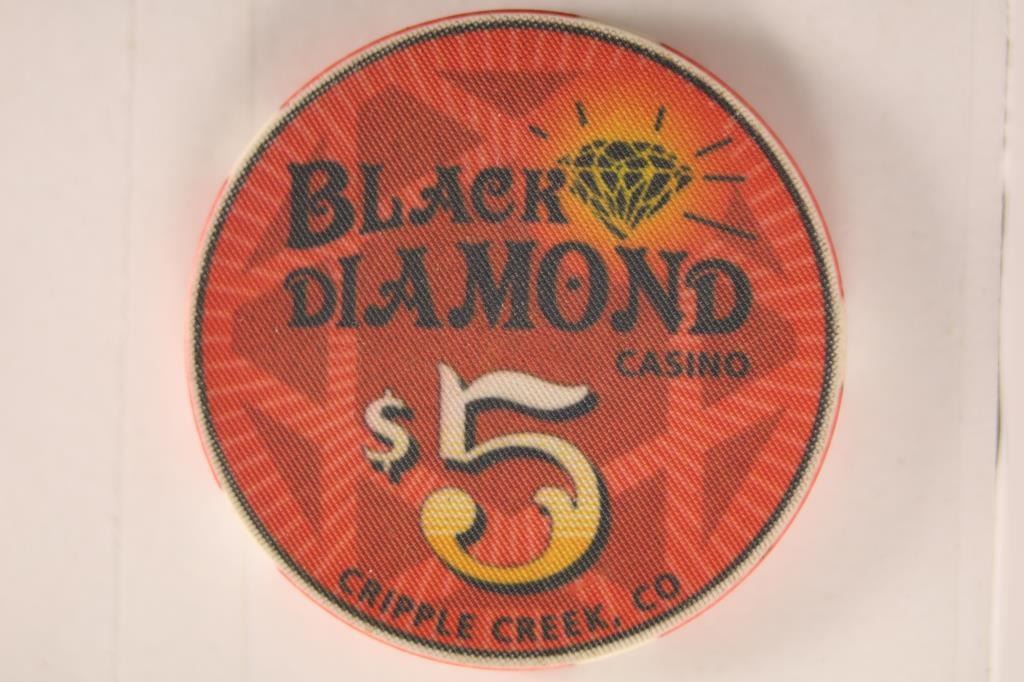 BLACK
DIAMOND
CASINO
$5
CRIPPLE CREEK, CO